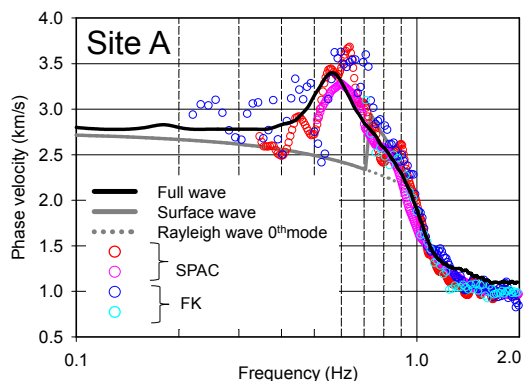 Site A
Phase velocity (km/s)
4.0
3.5
3.0
2.5
2.0
1.5
1.0
0.5
Full wave
Surface wave
Rayleigh wave 0thmode
SPAC
FK
0.1
1.0
2.0
Frequency (Hz)